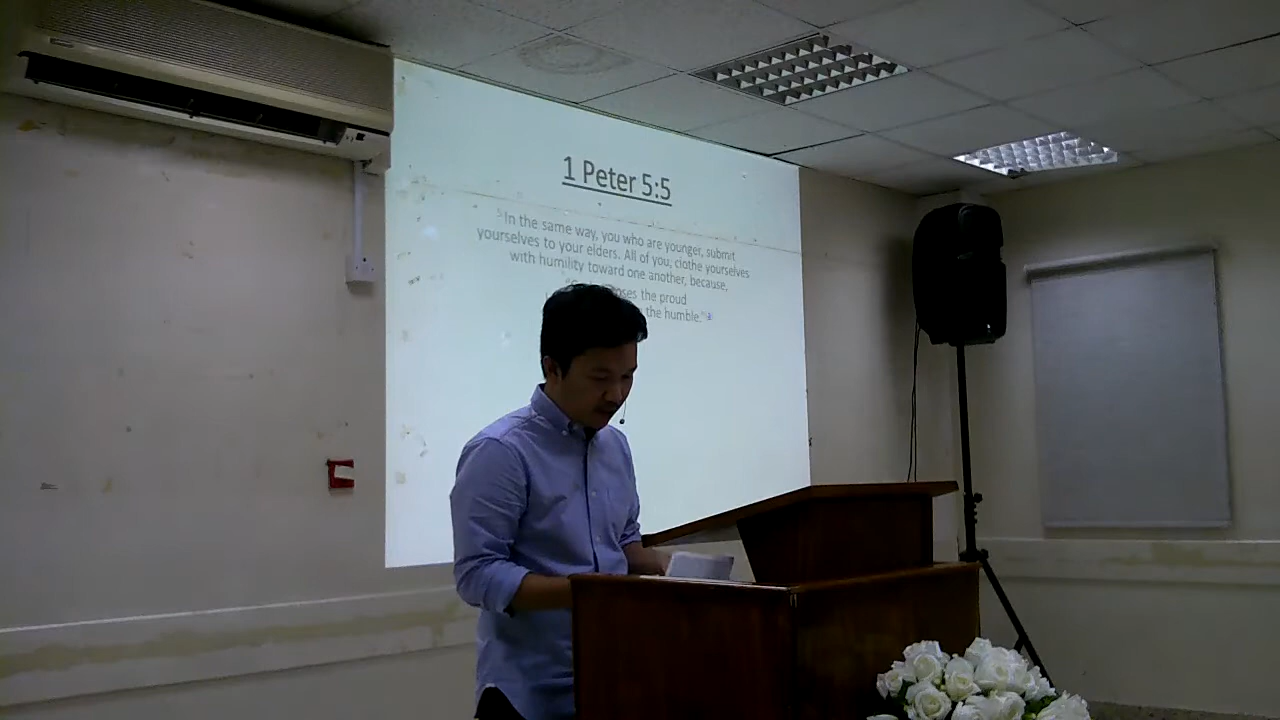 1 Peter 5:5
5 In the same way, you who are younger, submit
yourselves to your elders. All of you, clothe yourselves
with humility toward one another, because,
the proud
the humble."